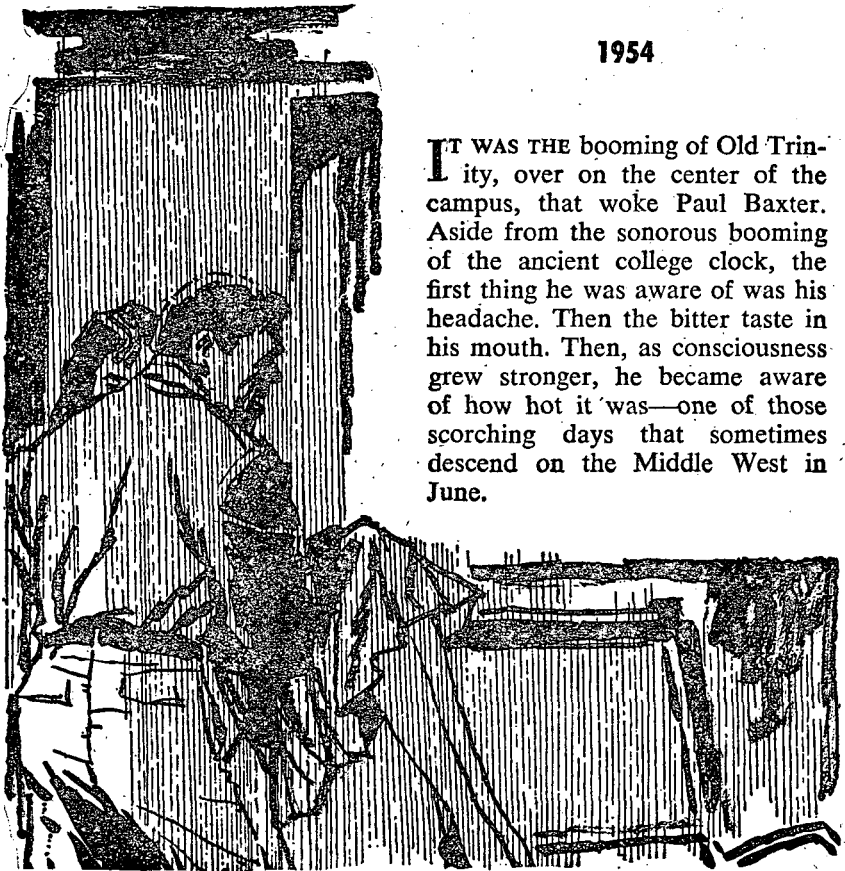 1954
IT WAS THE booming of Old Trin-
ity, over on the center of the
campus, that woke Paul Baxter.
Aside from the sonorous booming
of the ancient college clock, the
first thing he was aware of was his
headache. Then the bitter taste in
his mouth. Then, as consciousness
grew stronger, he became aware
of how hot it was—one of those
scorching days that sometimes
descend on the Middle West in
June.